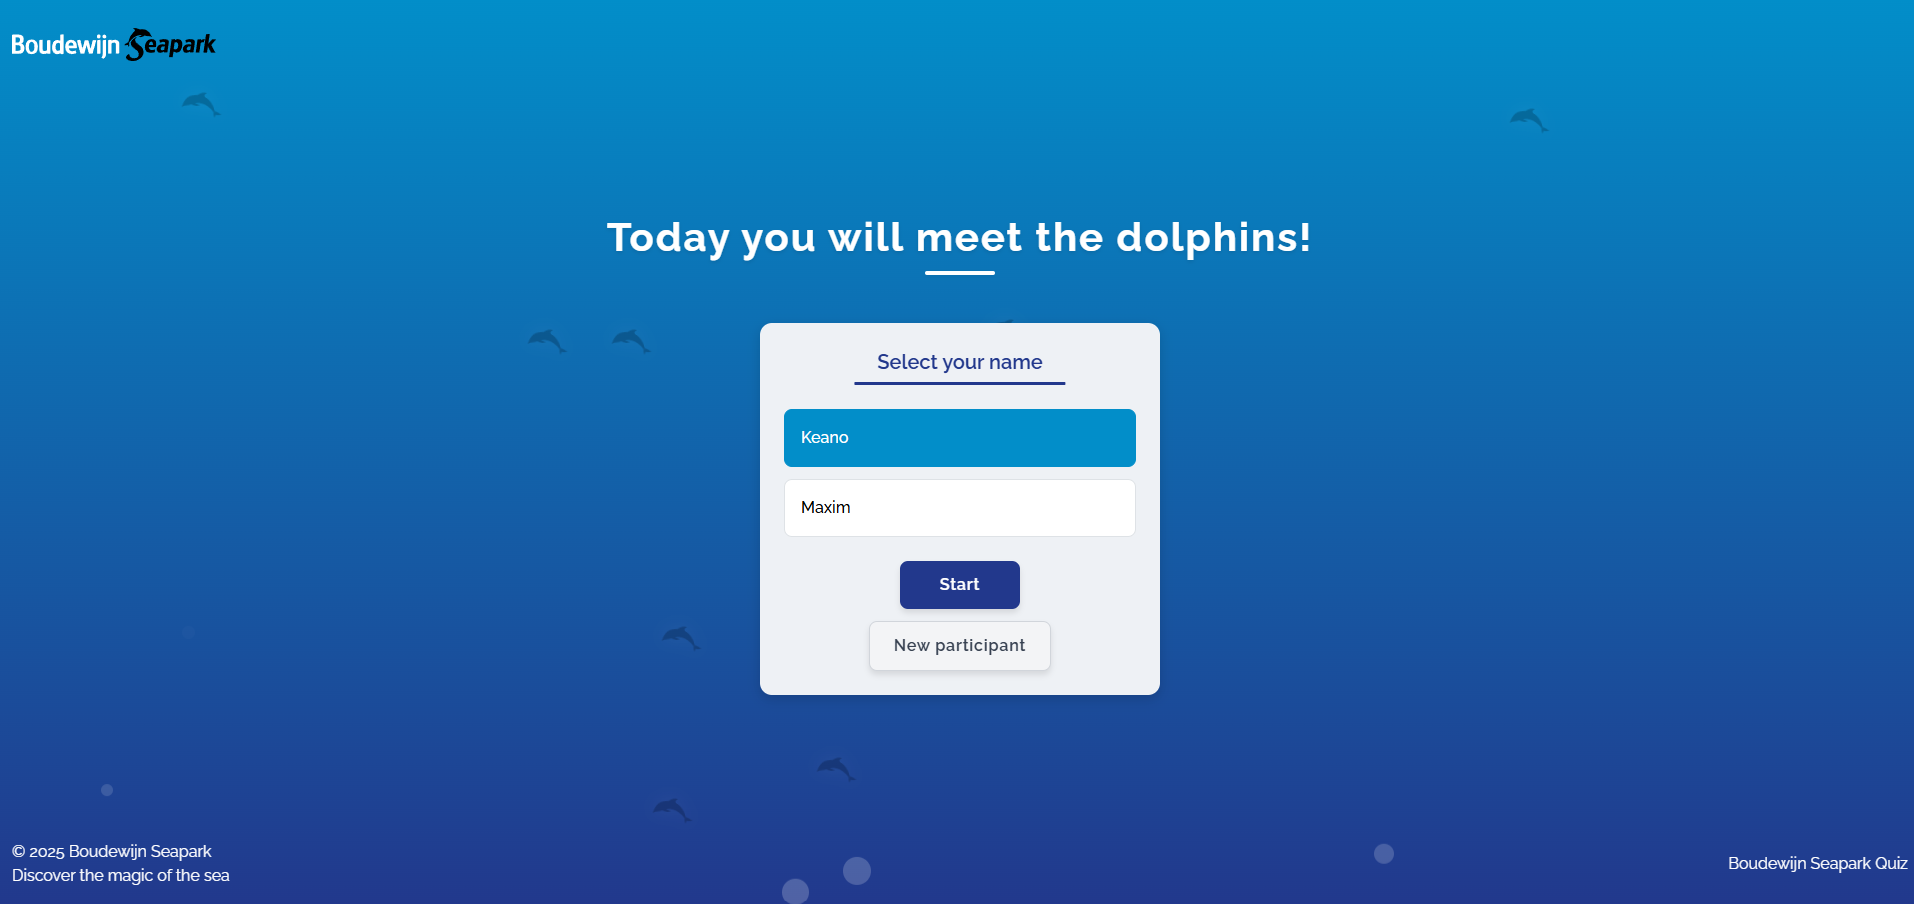 Boudewijn Seapark
Today you will meet the dolphins!
Select your name
Keano
Maxim
Start
New participant
© 2025 Boudewijn Seapark
Discover the magic of the sea
Boudewijn Seapark Quiz